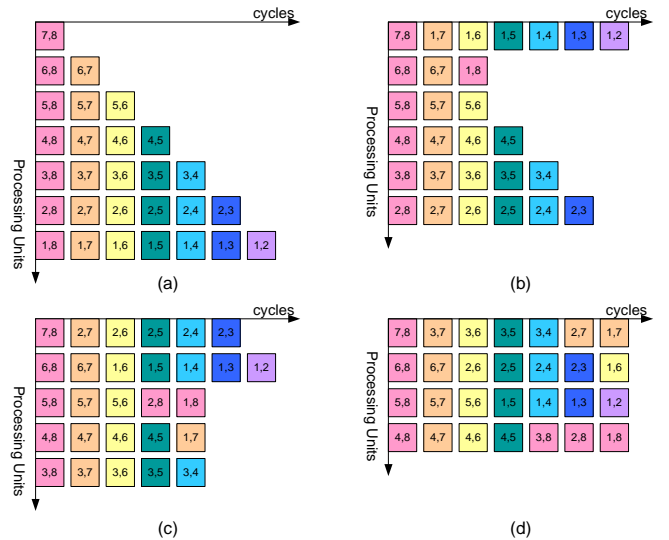 cycles
7,8
6,8 6,7
5,8 5,7 5,6
4,8 4,7 4,6 4,5
3,8 3,7 3,6 3,5 3,4
2,8 2,7 2,6 2,5 2,4 2,3
1,8 1,7 1,6 1,5 1,4 1,3 1,2
Processing Units
(a)
cycles
7,8 1,7 1,6 1,5 1,4 1,3 1,2
6,8 6,7 1,8
5,8 5,7 5,6
4,8 4,7 4,6 4,5
3,8 3,7 3,6 3,5 3,4
2,8 2,7 2,6 2,5 2,4 2,3
Processing Units
(b)
cycles
7,8 2,7 2,6 2,5 2,4 2,3
6,8 6,7 1,6 1,5 1,4 1,3 1,2
5,8 5,7 5,6 2,8 1,8
4,8 4,7 4,6 4,5 1,7
3,8 3,7 3,6 3,5 3,4
Processing Units
(c)
cycles
7,8 3,7 3,6 3,5 3,4 2,7 1,7
6,8 6,7 2,6 2,5 2,4 2,3 1,6
5,8 5,7 5,6 1,5 1,4 1,3 1,2
4,8 4,7 4,6 4,5 3,8 2,8 1,8
Processing Units
(d)